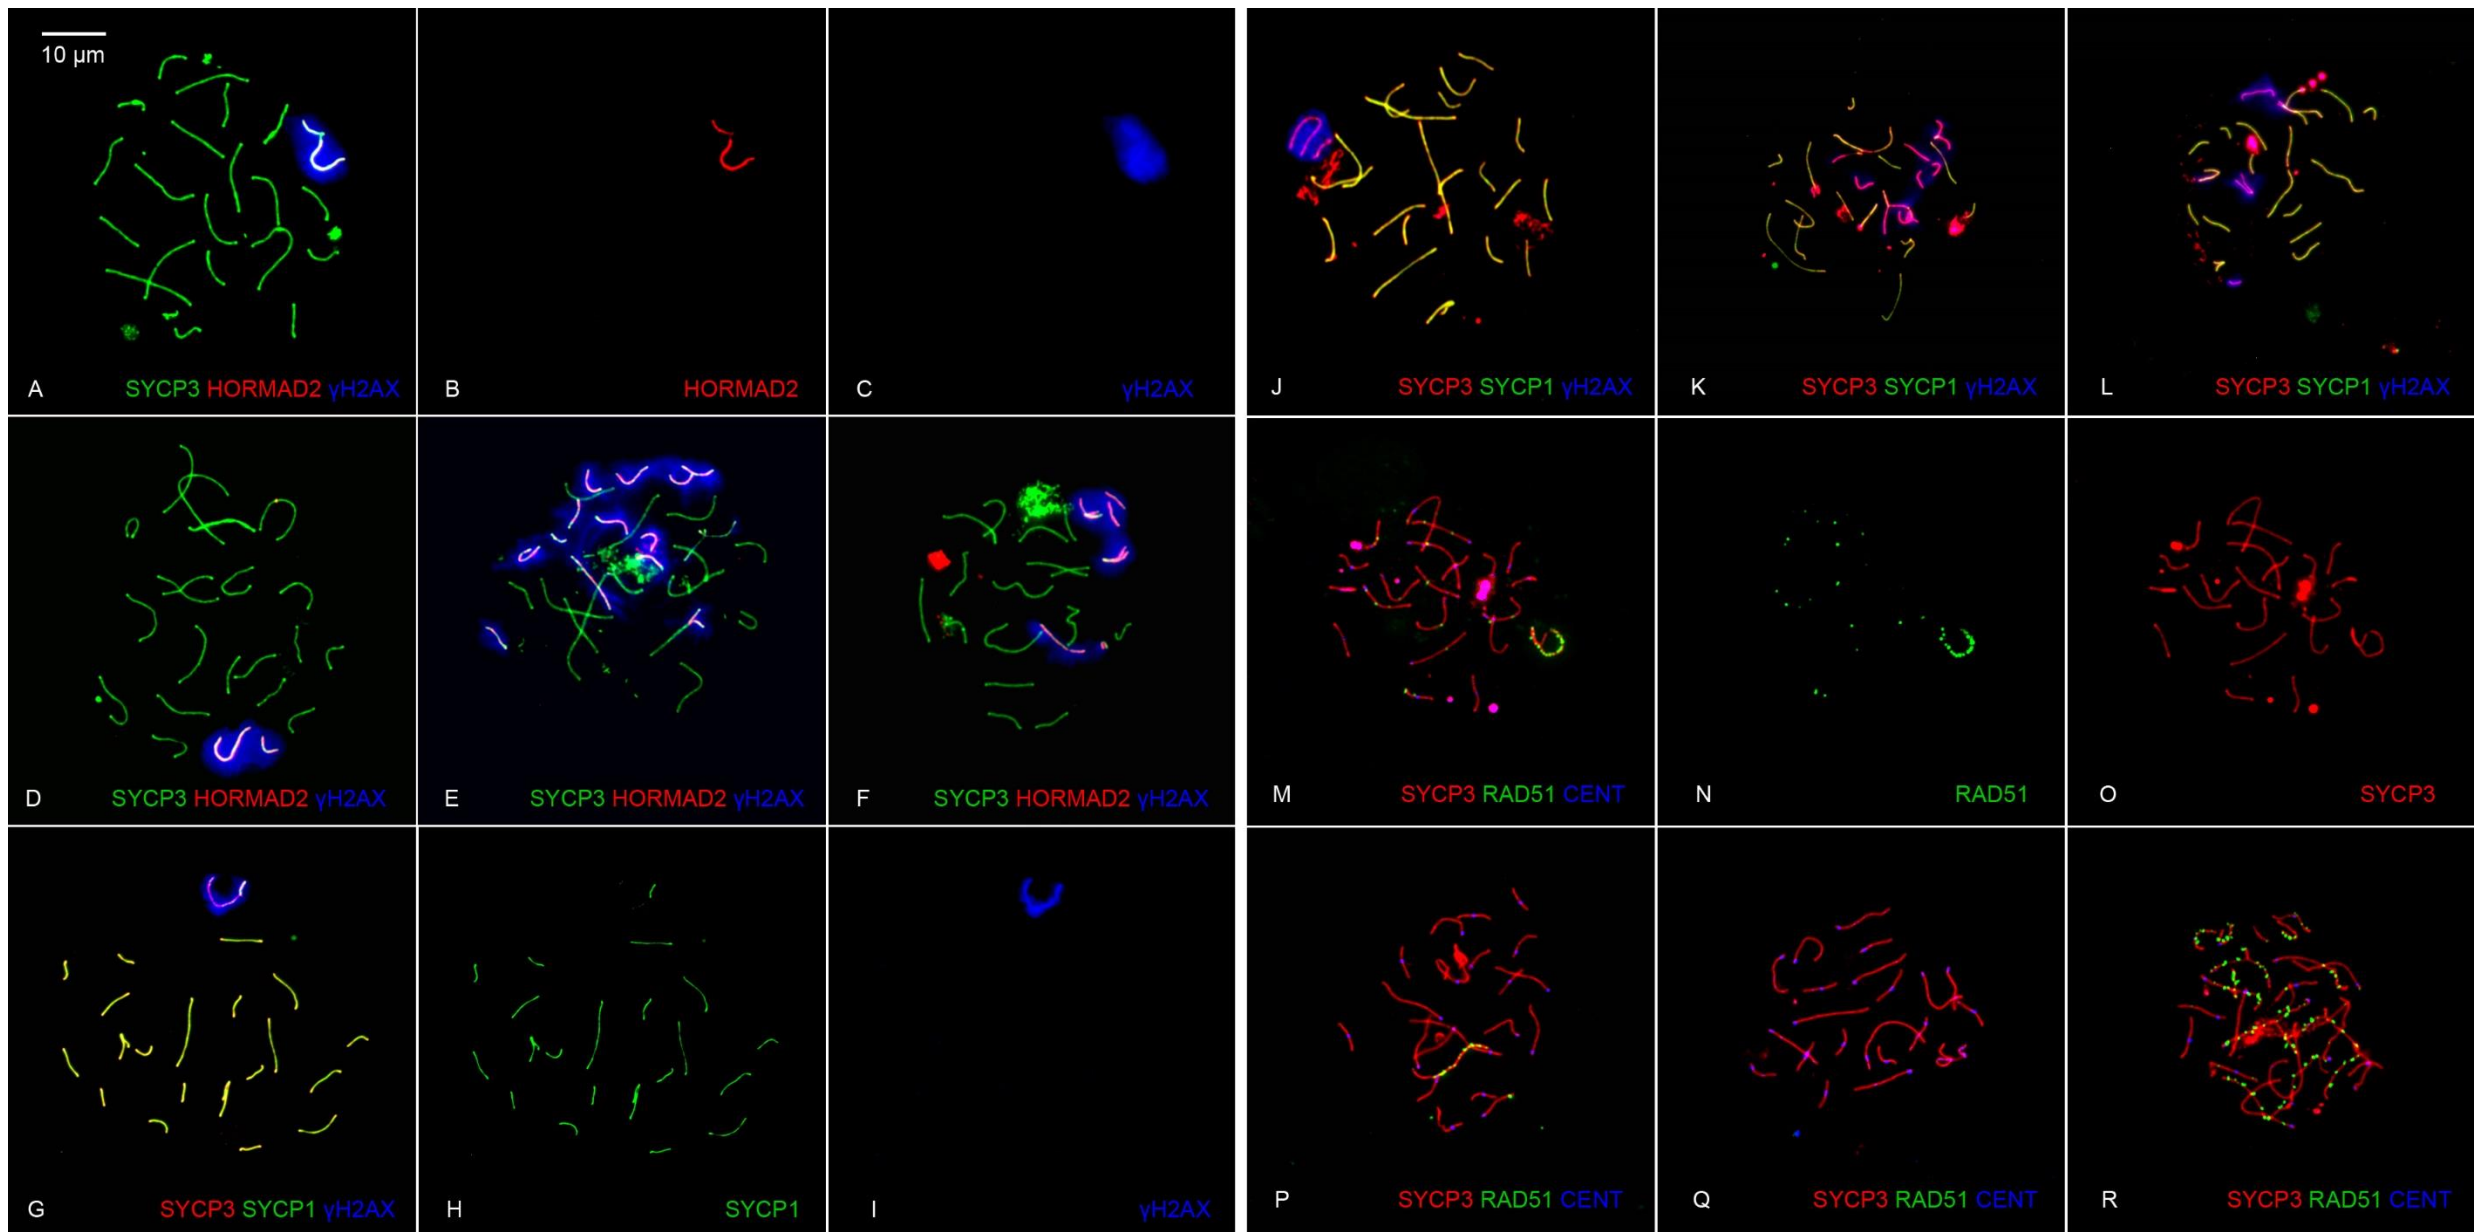 10 µm
A SYCP3 HORMAD2 γH2AX
B HORMAD2
C γH2AX
J SYCP3 SYCP1 γH2AX
K SYCP3 SYCP1 γH2AX
L SYCP3 SYCP1 γH2AX
D SYCP3 HORMAD2 γH2AX
E SYCP3 HORMAD2 γH2AX
F SYCP3 HORMAD2 γH2AX
M SYCP3 RAD51 CENT
N RAD51
O SYCP3
G SYCP3 SYCP1 γH2AX
H SYCP1
I γH2AX
P SYCP3 RAD51 CENT
Q SYCP3 RAD51 CENT
R SYCP3 RAD51 CENT